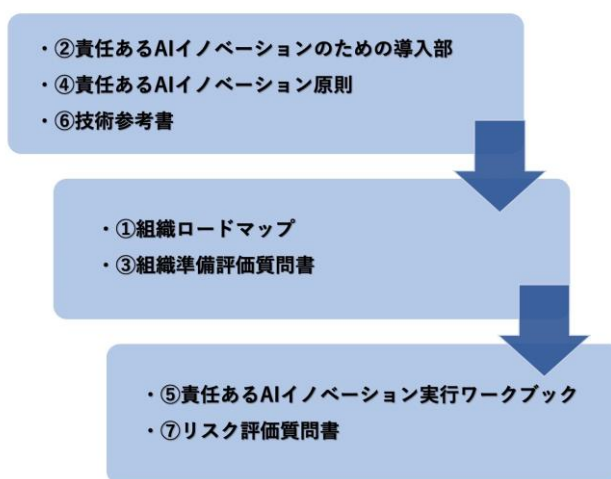 ・②責任あるAIイノベーションのための導入部
・④責任あるAIイノベーション原則
・⑥技術参考書
・①組織ロードマップ
・③組織準備評価質問書
・⑤責任あるAIイノベーション実行ワークブック
・⑦リスク評価質問書